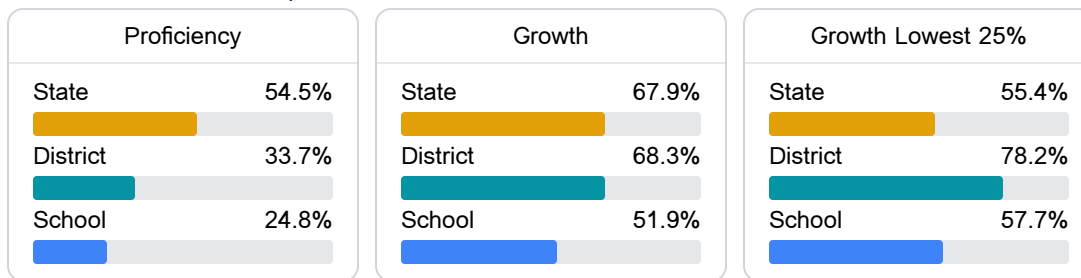 Proficiency
State 54.5%
District 33.7%
School 24.8%
Growth
State 67.9%
District 68.3%
School 51.9%
Growth Lowest 25%
State 55.4%
District 78.2%
School 57.7%